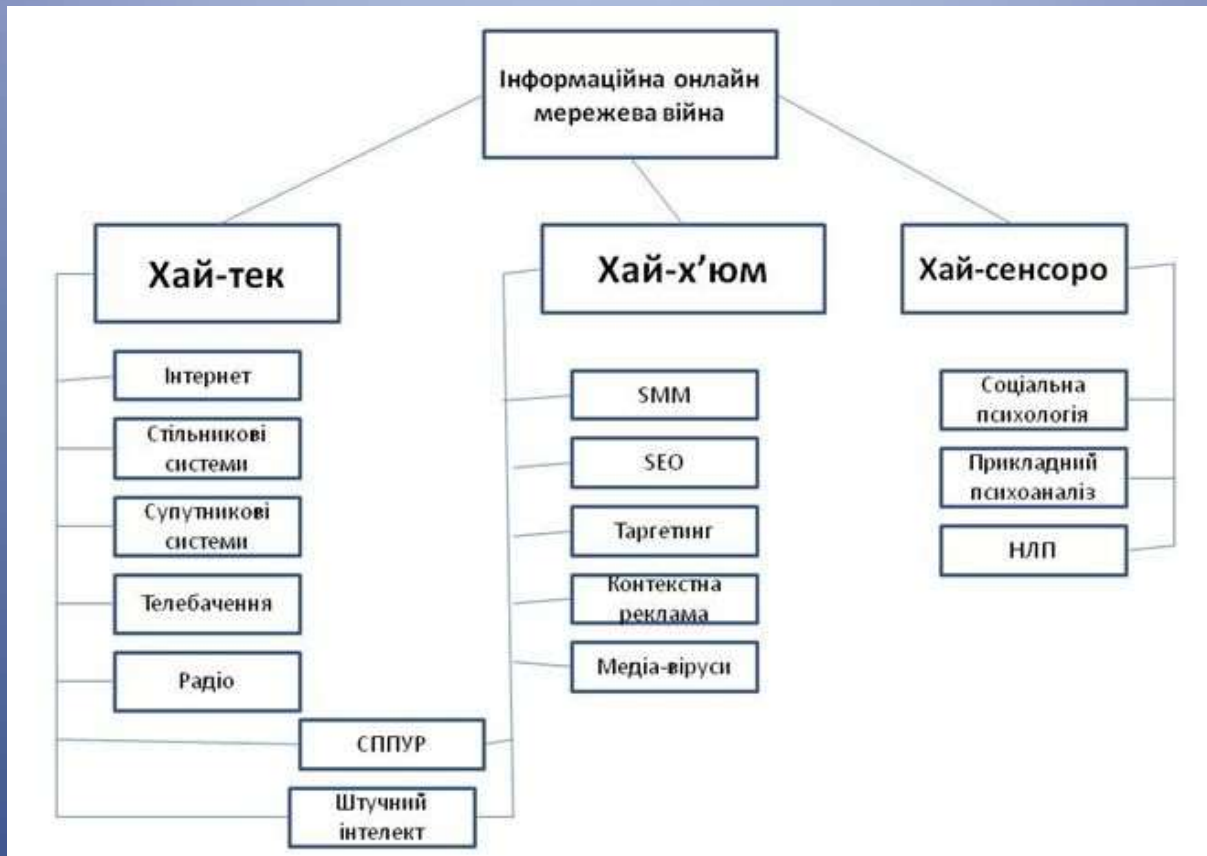 Інформаційна онлайн
мережева війна
Хай-тек
Інтернет
Стільникові
системи
Супутникові
системи
Телебачення
Радіо
Хай-х’юм
SMM
SEO
Таргетинг
Контекстна
реклама
Медіа-віруси
СППУР
Штучний
інтелект
Хай-сенсоро
Соціальна
психологія
Прикладний
психоаналіз
НЛП